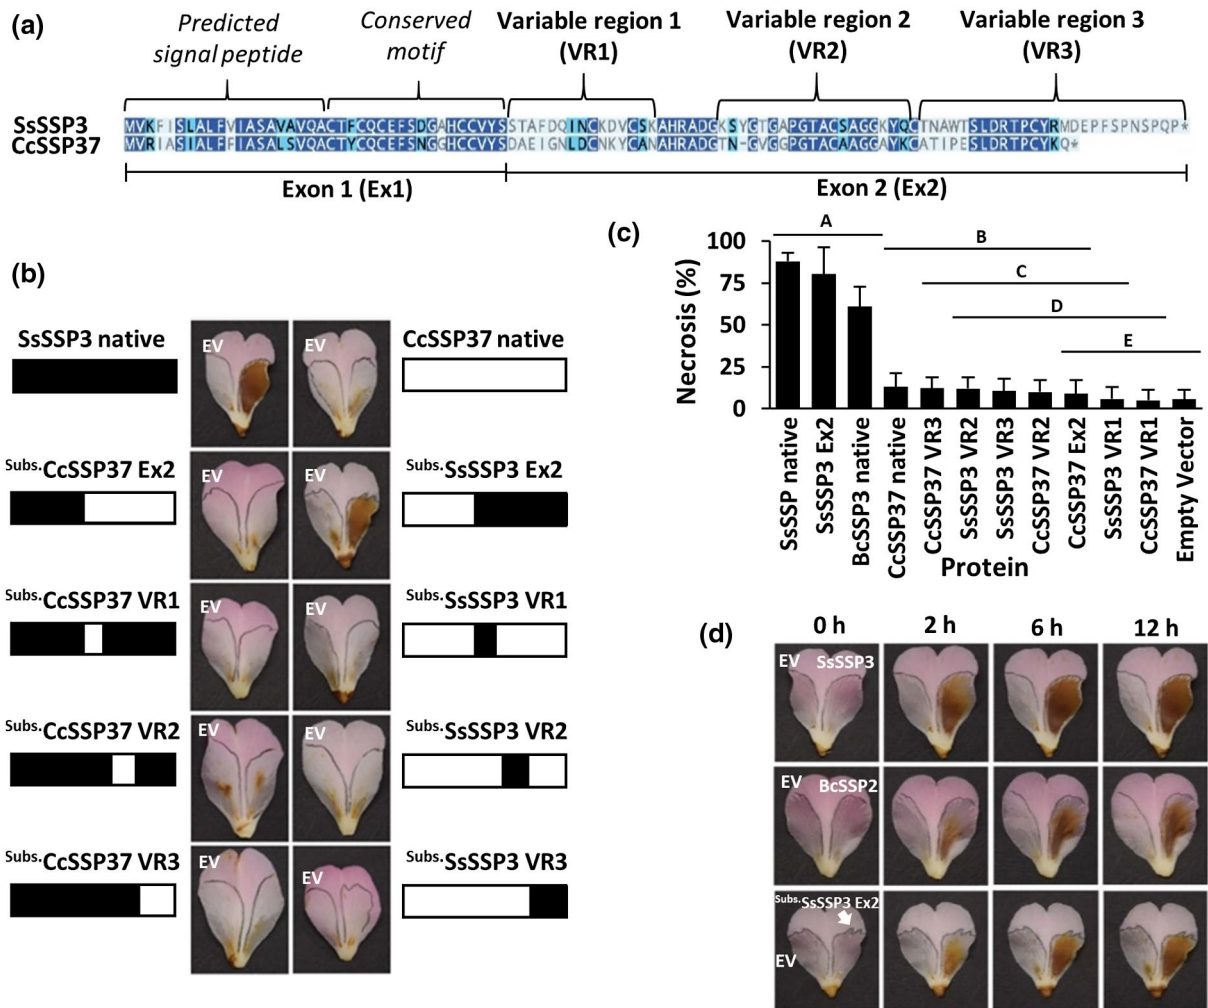 (a)
Predicted
signal peptide
Conserved
motif
Variable region 1
(VR1)
Variable region 2
(VR2)
Variable region 3
(VR3)
SsSSP3 MVKFISLALFVIASAVAVQACTFCQCEFSDGAHCCVYSSTAFDQINCKDVCSKAHRADGKSYGTGAPGTACSAGGKYQCTNAWTSLDRTPCYRMDEPFSPNSPQP*
CcSSP37 MVRIASIALFFIASALSVQACTYCQCEFSNGGHCCVYSDAEIGNLDCNKYCANAHRADGTN-GVGGPGTACAAGGAYKCATIPESLDRTPCYKQ*
Exon 1 (Ex1)
Exon 2 (Ex2)
(b)
SsSSP3 native
EV
EV
CcSSP37 native
Subs.CcSSP37 Ex2
EV
EV
Subs.SsSSP3 Ex2
Subs.CcSSP37 VR1
EV
EV
Subs.SsSSP3 VR1
Subs.CcSSP37 VR2
EV
EV
Subs.SsSSP3 VR2
Subs.CcSSP37 VR3
EV
EV
Subs.SsSSP3 VR3
(c)
Necrosis (%)
100
75
50
25
0
A
B
C
D
E
SsSSP native
SsSSP3 Ex2
BcSSP3 native
CcSSP37 native
CcSSP37 VR3
SsSSP3 VR2
SsSSP3 VR3
CcSSP37 VR2
CcSSP37 Ex2
SsSSP3 VR1
CcSSP37 VR1
Empty Vector
Protein
(d)
0 h
2 h
6 h
12 h
EV
SsSSP3
EV
BcSSP2
Subs.SsSSP3 Ex2
EV